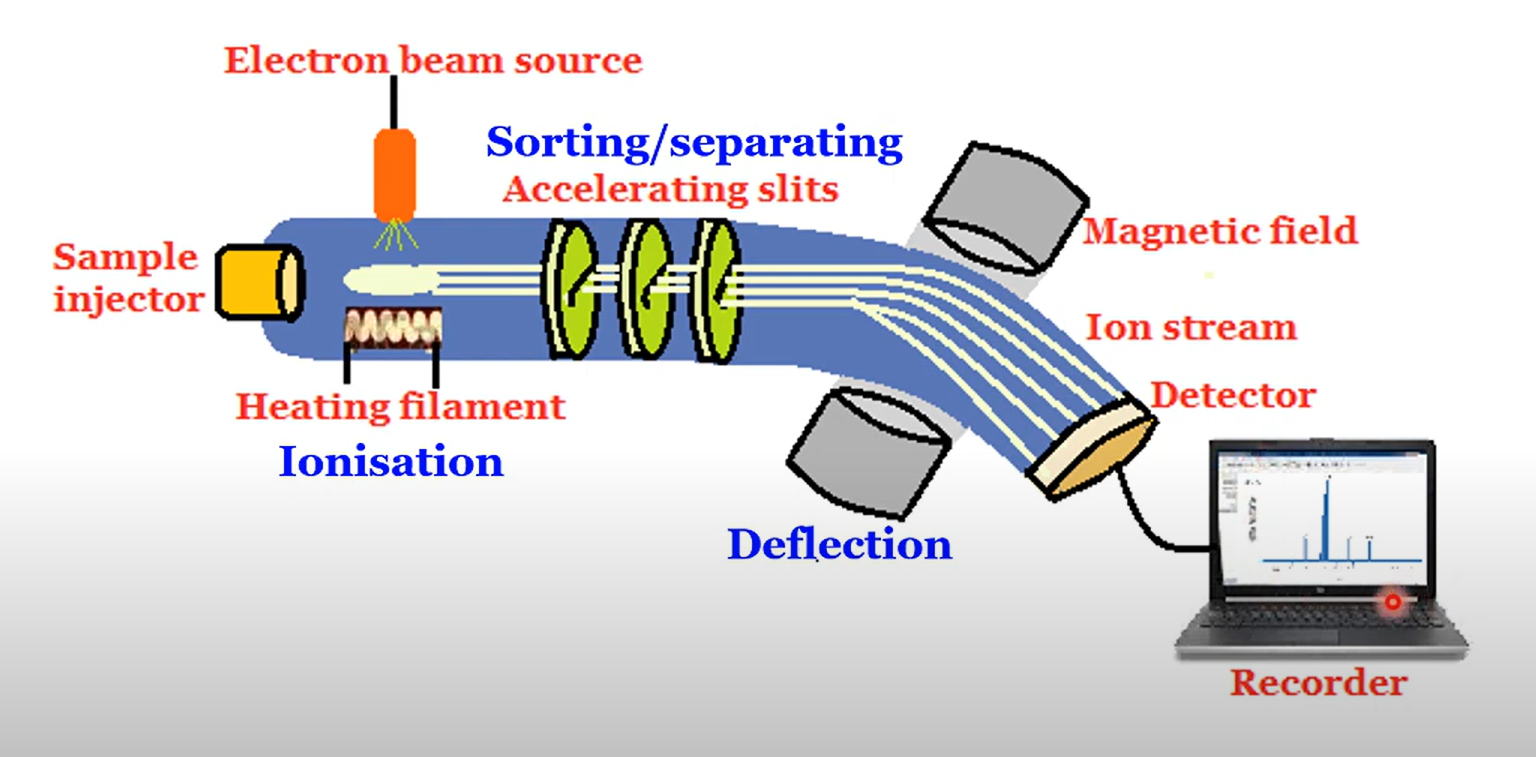 Electron beam source
Sorting/separating
Accelerating slits
Sample
injector
Magnetic field
Ion stream
Detector
Heating filament
Ionisation
Deflection
Recorder